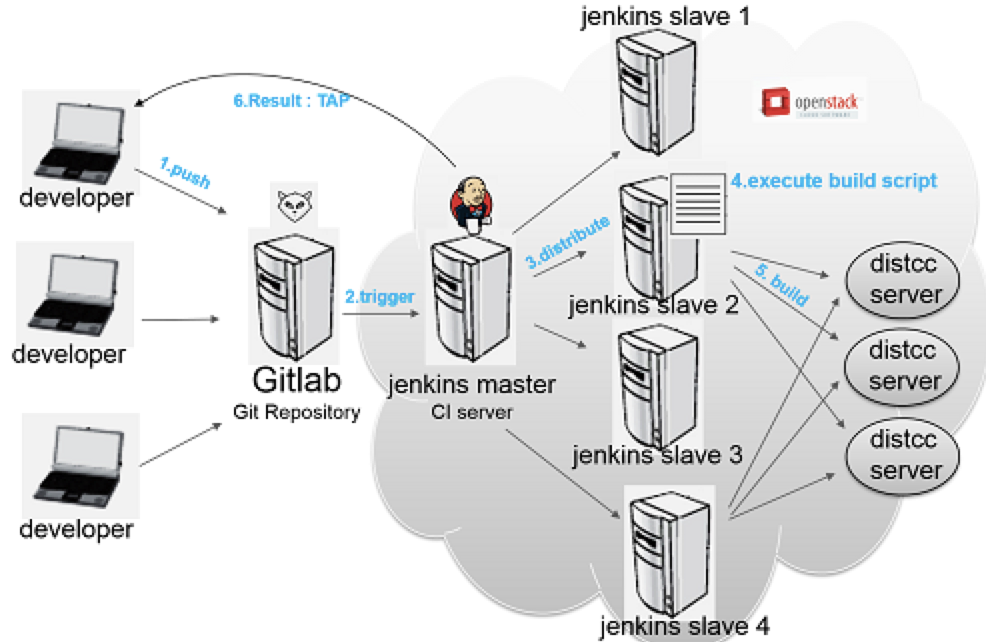 jenkins slave 1
6.Result : TAP
openstack
CLOUD SOFTWARE
1.push
developer
4.execute build script
3.distribute
distcc
server
5. build
2.trigger
jenkins slave 2
developer
distcc
server
Gitlab
Git Repository
jenkins master
CI server
distcc
server
jenkins slave 3
developer
jenkins slave 4